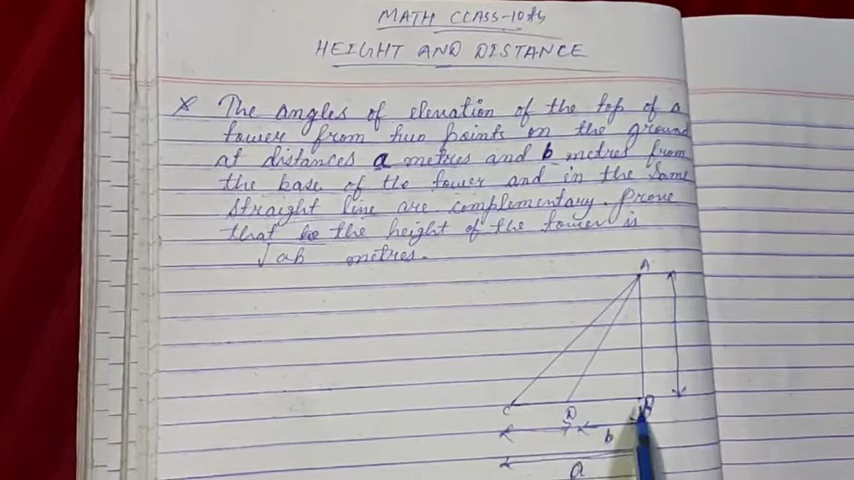 MATH CLASS-10th
HEIGHT AND DISTANCE
* The angles of elevation of the top of a
tower from two points on the ground
at distances a metres and b metres from
the base of the tower and in the same
straight line are complementary. Prove
that the height of the tower is
√ab metres.
A
C D B
b
a